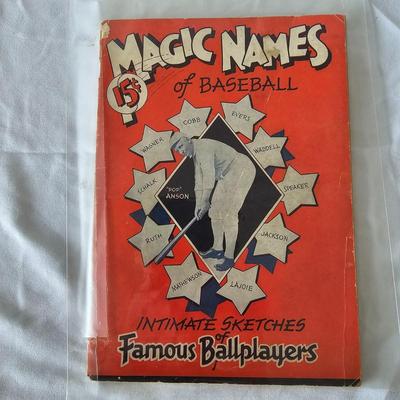 MAGIC NAMES
15¢
of BASEBALL
COBB
EVERS
WAGNER
WADDELL
SCHALK
"POP"
ANSON
SPEAKER
RUTH
JACKSON
MATHEWSON
LAJOIE
INTIMATE SKETCHES
of
Famous Ballplayers